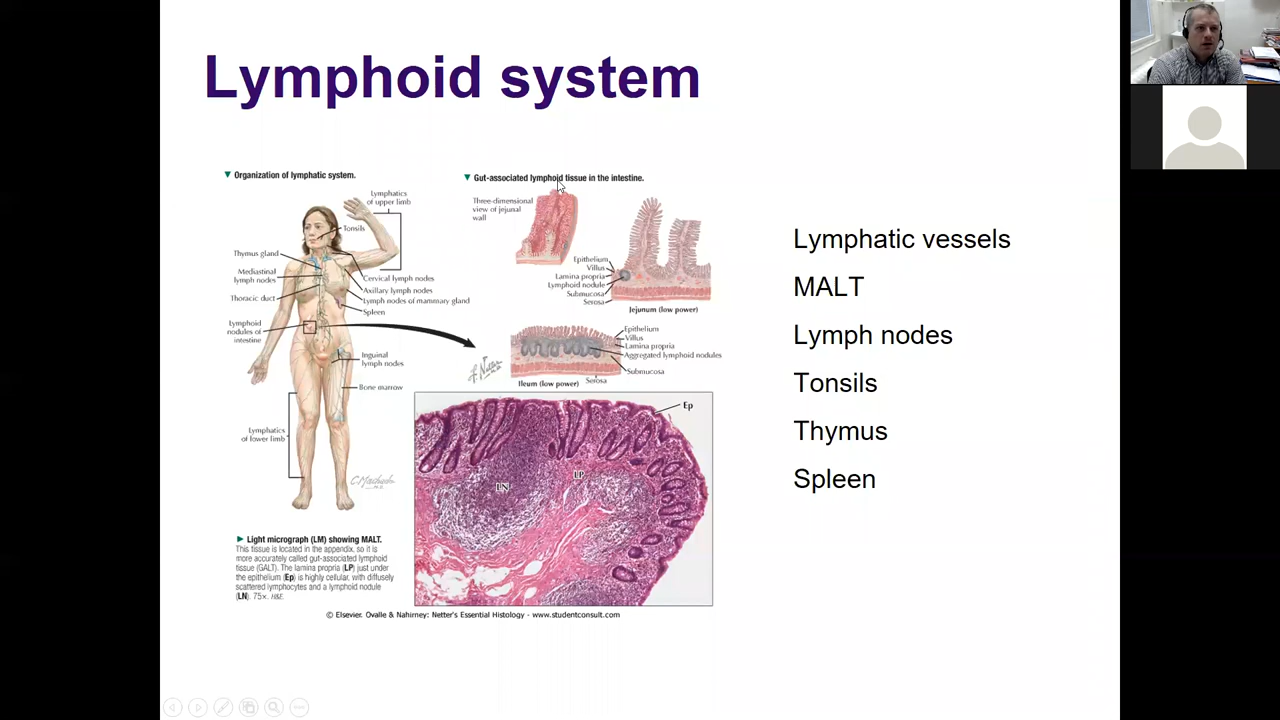 Lymphoid system
▼ Organization of lymphatic system.
Lymphatics
of upper limb
Tonsils
Thymus gland
Mediastinal
lymph nodes
Thoracic duct
Cervical lymph nodes
Axillary lymph nodes
Lymph nodes of mammary gland
Spleen
Lymphoid
nodules of
intestine
Inguinal
lymph nodes
Bone marrow
Lymphatics
of lower limb
▼ Gut-associated lymphoid tissue in the intestine.
Three-dimensional
view of jejunal
wall
Epithelium
Villus
Lamina propria
Lymphoid nodule
Submucosa
Serosa
Jejunum (low power)
Epithelium
Villus
Lamina propria
Aggregated lymphoid nodules
Submucosa
Serosa
Ileum (low power)
Ep
LP
LN
► Light micrograph (LM) showing MALT.
This tissue is located in the appendix, so it is
more accurately called gut-associated lymphoid
tissue (GALT). The lamina propria (LP) just under
the epithelium (Ep) is highly cellular, with diffusely
scattered lymphocytes and a lymphoid nodule
(LN). 75×. H&E.
© Elsevier. Ovalle & Nahirney: Netter's Essential Histology - www.studentconsult.com
Lymphatic vessels
MALT
Lymph nodes
Tonsils
Thymus
Spleen